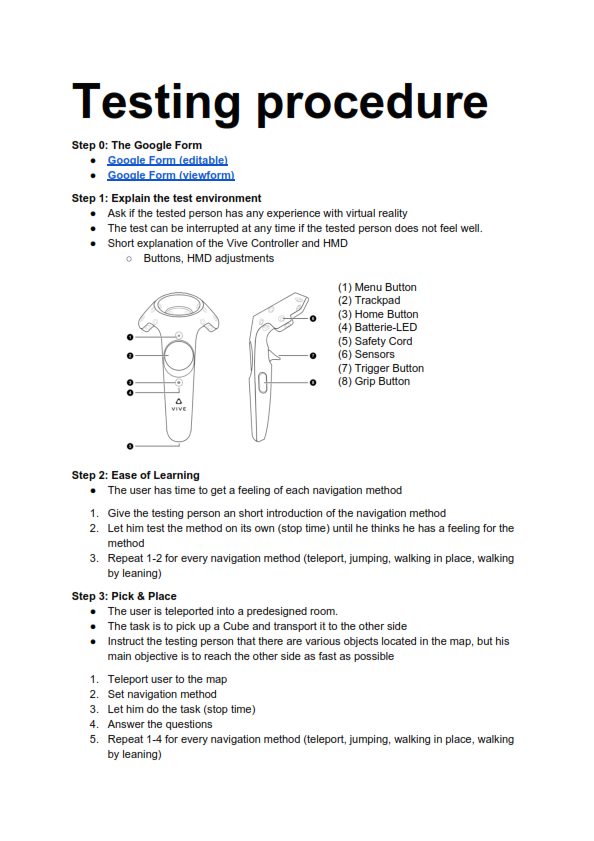 Testing procedure
Step 0: The Google Form
● Google Form (editable)
● Google Form (viewform)
Step 1: Explain the test environment
● Ask if the tested person has any experience with virtual reality
● The test can be interrupted at any time if the tested person does not feel well.
● Short explanation of the Vive Controller and HMD
○ Buttons, HMD adjustments
(1) Menu Button
(2) Trackpad
(3) Home Button
(4) Batterie-LED
(5) Safety Cord
(6) Sensors
(7) Trigger Button
(8) Grip Button
1
2
3
4
5
6
7
8
VIVE
Step 2: Ease of Learning
● The user has time to get a feeling of each navigation method
1. Give the testing person an short introduction of the navigation method
2. Let him test the method on its own (stop time) until he thinks he has a feeling for the
method
3. Repeat 1-2 for every navigation method (teleport, jumping, walking in place, walking
by leaning)
Step 3: Pick & Place
● The user is teleported into a predesigned room.
● The task is to pick up a Cube and transport it to the other side
● Instruct the testing person that there are various objects located in the map, but his
main objective is to reach the other side as fast as possible
1. Teleport user to the map
2. Set navigation method
3. Let him do the task (stop time)
4. Answer the questions
5. Repeat 1-4 for every navigation method (teleport, jumping, walking in place, walking
by leaning)